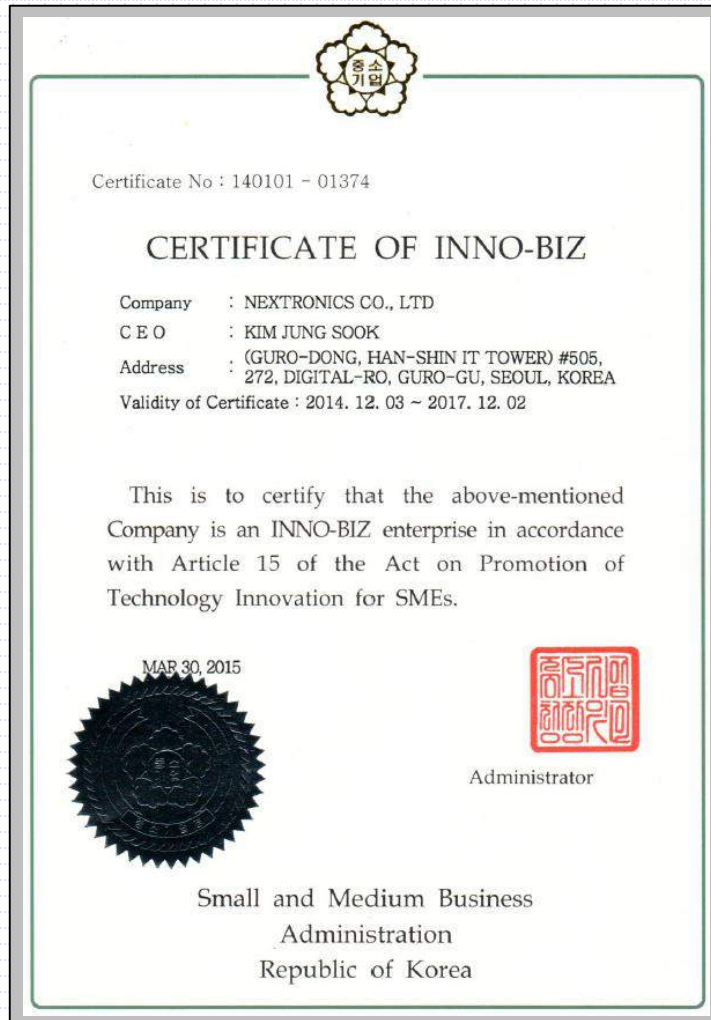 중소
기업
Certificate No : 140101 - 01374
CERTIFICATE OF INNO-BIZ
Company : NEXTRONICS CO., LTD
C E O : KIM JUNG SOOK
Address : (GURO-DONG, HAN-SHIN IT TOWER) #505,
272, DIGITAL-RO, GURO-GU, SEOUL, KOREA
Validity of Certificate : 2014. 12. 03 ~ 2017. 12. 02
This is to certify that the above-mentioned
Company is an INNO-BIZ enterprise in accordance
with Article 15 of the Act on Promotion of
Technology Innovation for SMEs.
MAR 30, 2015
Administrator
Small and Medium Business
Administration
Republic of Korea